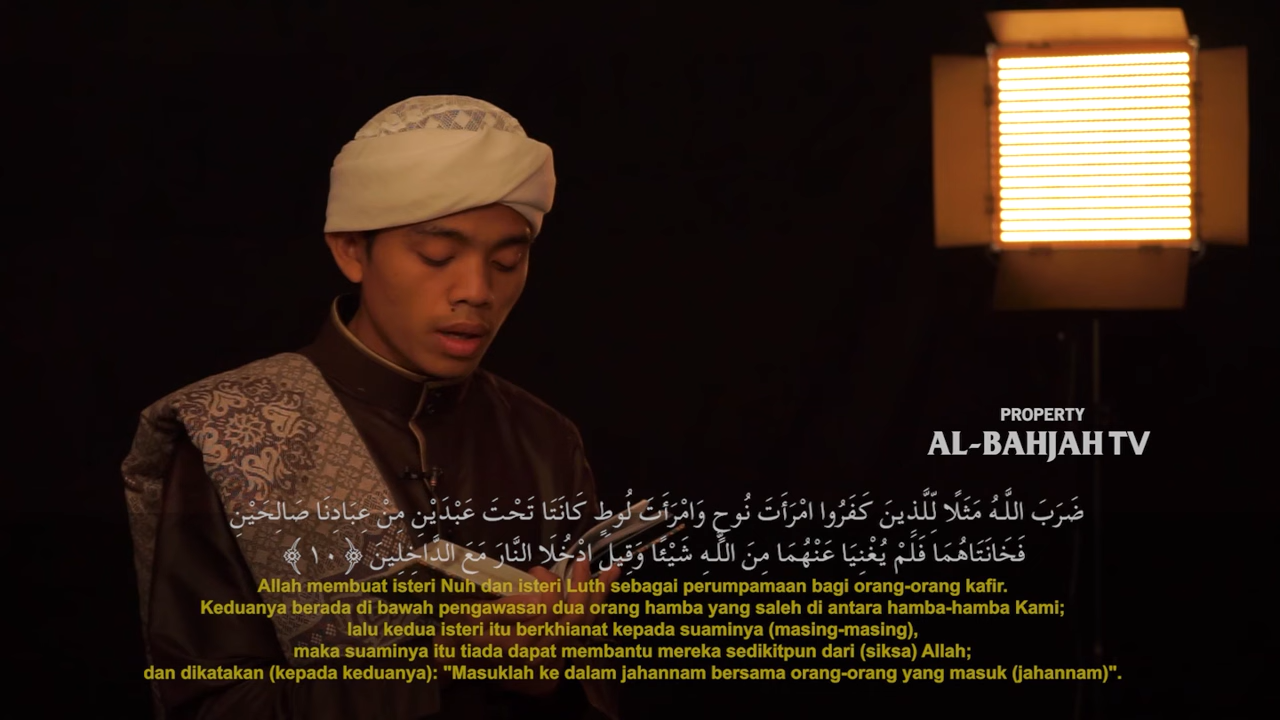 PROPERTY
AL-BAHJAH TV
ضَرَبَ اللَّـهُ مَثَلًا لِّلَّذِينَ كَفَرُوا امْرَأَتَ نُوحٍ وَامْرَأَتَ لُوطٍ كَانَتَا تَحْتَ عَبْدَيْنِ مِنْ عِبَادِنَا صَالِحَيْنِ
فَخَانَتَاهُمَا فَلَمْ يُغْنِيَا عَنْهُمَا مِنَ اللَّـهِ شَيْئًا وَقِيلَ ادْخُلَا النَّارَ مَعَ الدَّاخِلِينَ ﴿١٠﴾
Allah membuat isteri Nuh dan isteri Luth sebagai perumpamaan bagi orang-orang kafir.
Keduanya berada di bawah pengawasan dua orang hamba yang saleh di antara hamba-hamba Kami;
lalu kedua isteri itu berkhianat kepada suaminya (masing-masing),
maka suaminya itu tiada dapat membantu mereka sedikitpun dari (siksa) Allah;
dan dikatakan (kepada keduanya): "Masuklah ke dalam jahannam bersama orang-orang yang masuk (jahannam)".